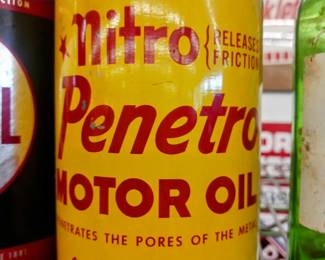 Nitro { RELEASES
FRICTION
Penetro
MOTOR OIL
PENETRATES THE PORES OF THE METAL